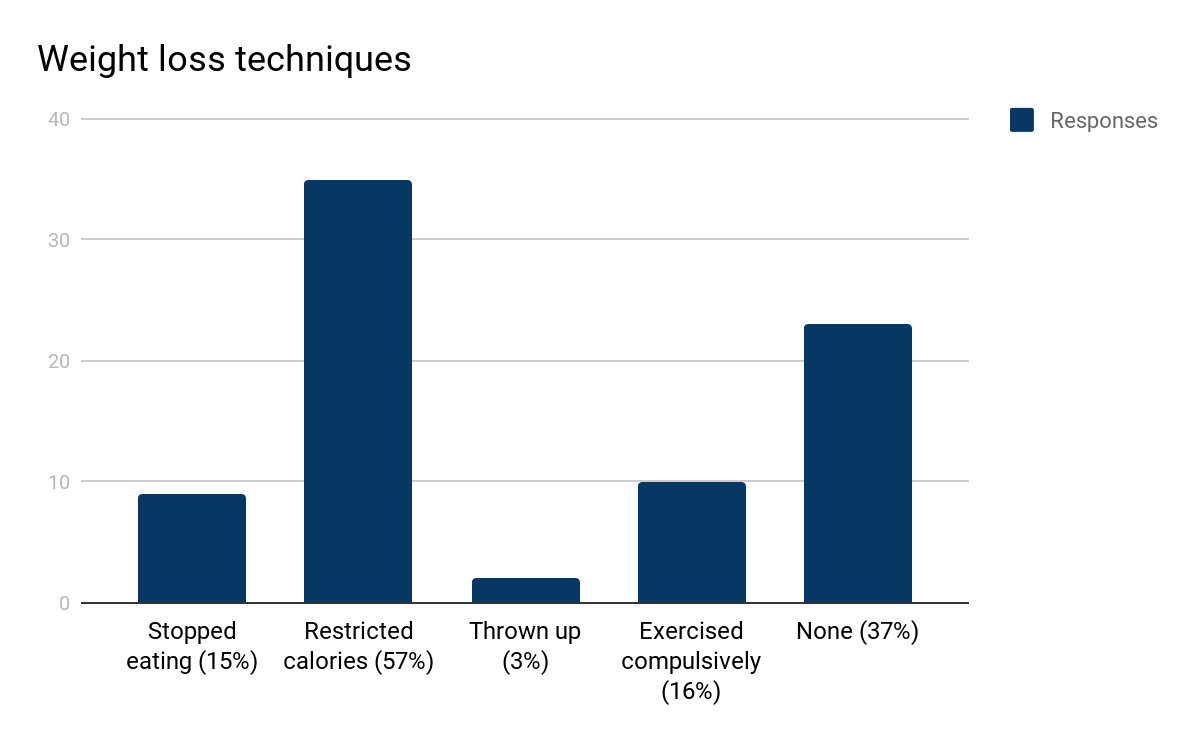 Weight loss techniques
40
Responses
30
20
10
0
Stopped
eating (15%)
Restricted
calories (57%)
Thrown up
(3%)
Exercised
compulsively
(16%)
None (37%)